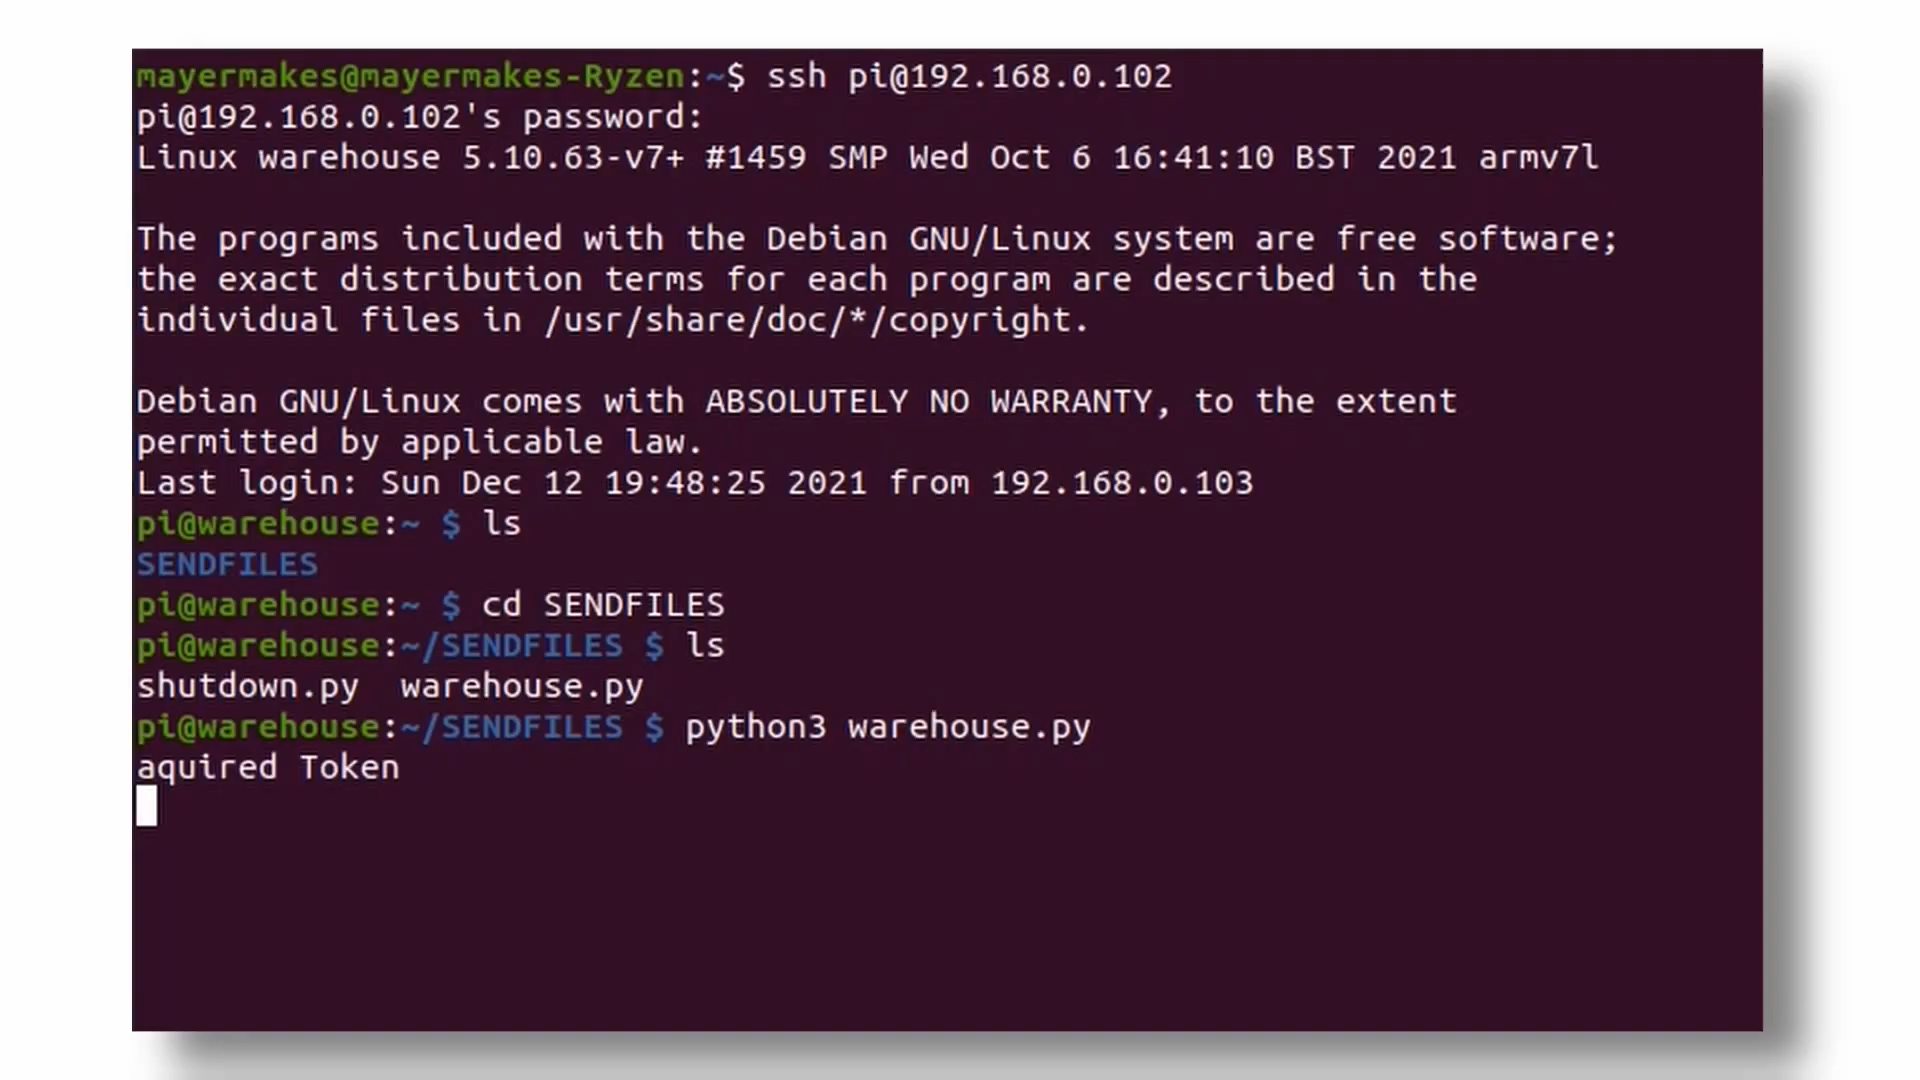 mayermakes@mayermakes-Ryzen:~$ ssh pi@192.168.0.102
pi@192.168.0.102's password:
Linux warehouse 5.10.63-v7+ #1459 SMP Wed Oct 6 16:41:10 BST 2021 armv7l
The programs included with the Debian GNU/Linux system are free software;
the exact distribution terms for each program are described in the
individual files in /usr/share/doc/*/copyright.
Debian GNU/Linux comes with ABSOLUTELY NO WARRANTY, to the extent
permitted by applicable law.
Last login: Sun Dec 12 19:48:25 2021 from 192.168.0.103
pi@warehouse:~ $ ls
SENDFILES
pi@warehouse:~ $ cd SENDFILES
pi@warehouse:~/SENDFILES $ ls
shutdown.py  warehouse.py
pi@warehouse:~/SENDFILES $ python3 warehouse.py
aquired Token